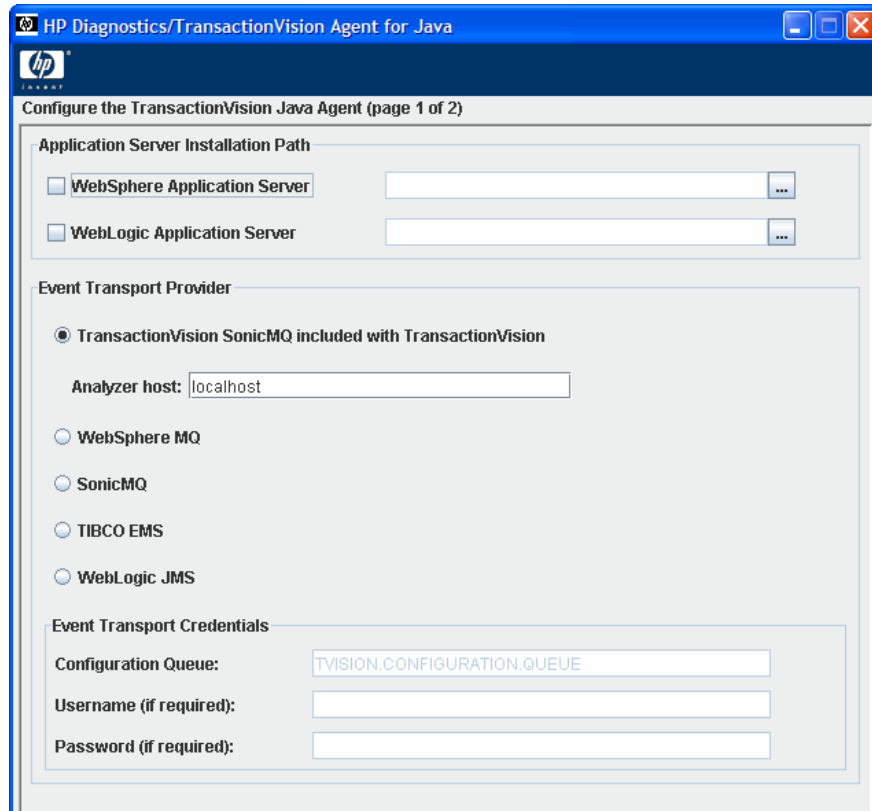 HP Diagnostics/TransactionVision Agent for Java
hp
invent
Configure the TransactionVision Java Agent (page 1 of 2)
Application Server Installation Path
WebSphere Application Server ...
WebLogic Application Server ...
Event Transport Provider
TransactionVision SonicMQ included with TransactionVision
Analyzer host: localhost
WebSphere MQ
SonicMQ
TIBCO EMS
WebLogic JMS
Event Transport Credentials
Configuration Queue: TVISION.CONFIGURATION.QUEUE
Username (if required):
Password (if required):